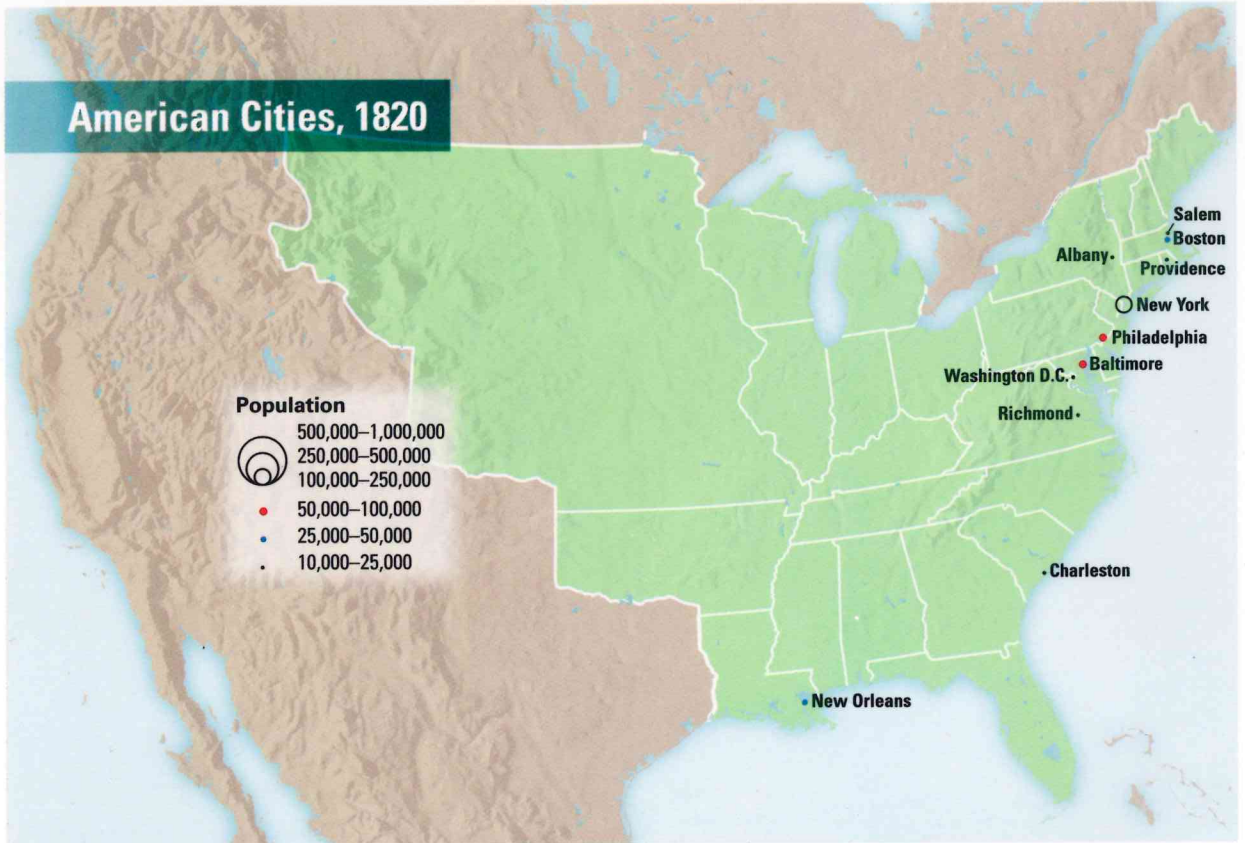 American Cities, 1820
Salem
Boston
Albany
Providence
New York
Philadelphia
Baltimore
Washington D.C.
Richmond
Population
500,000–1,000,000
250,000–500,000
100,000–250,000
50,000–100,000
25,000–50,000
10,000–25,000
Charleston
New Orleans